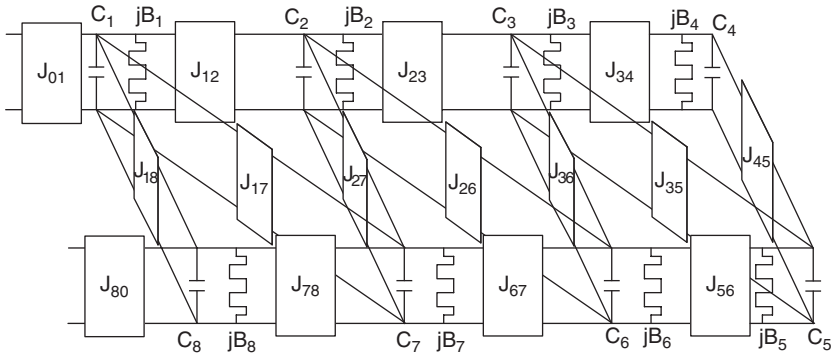 C₁ jB₁ C₂ jB₂ C₃ jB₃ jB₄ C₄
J₀₁ J₁₂ J₂₃ J₃₄
J₁₈ J₁₇ J₂₇ J₂₆ J₃₆ J₃₅ J₄₅
J₈₀ J₇₈ J₆₇ J₅₆
C₈ jB₈ C₇ jB₇ C₆ jB₆ jB₅ C₅